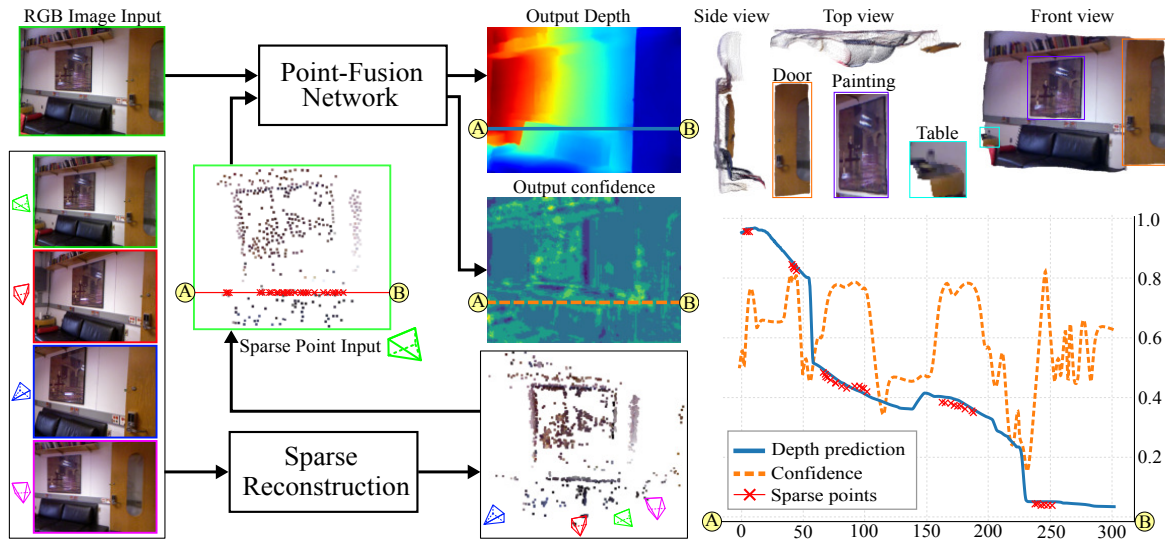 RGB Image Input
Point-Fusion
Network
Output Depth
A
B
Output confidence
A
B
A
B
Sparse Point Input
Sparse
Reconstruction
Side view
Top view
Front view
Door
Painting
Table
1.0
0.8
0.6
0.4
0.2
Depth prediction
Confidence
Sparse points
A
0
50
100
150
200
250
300
B